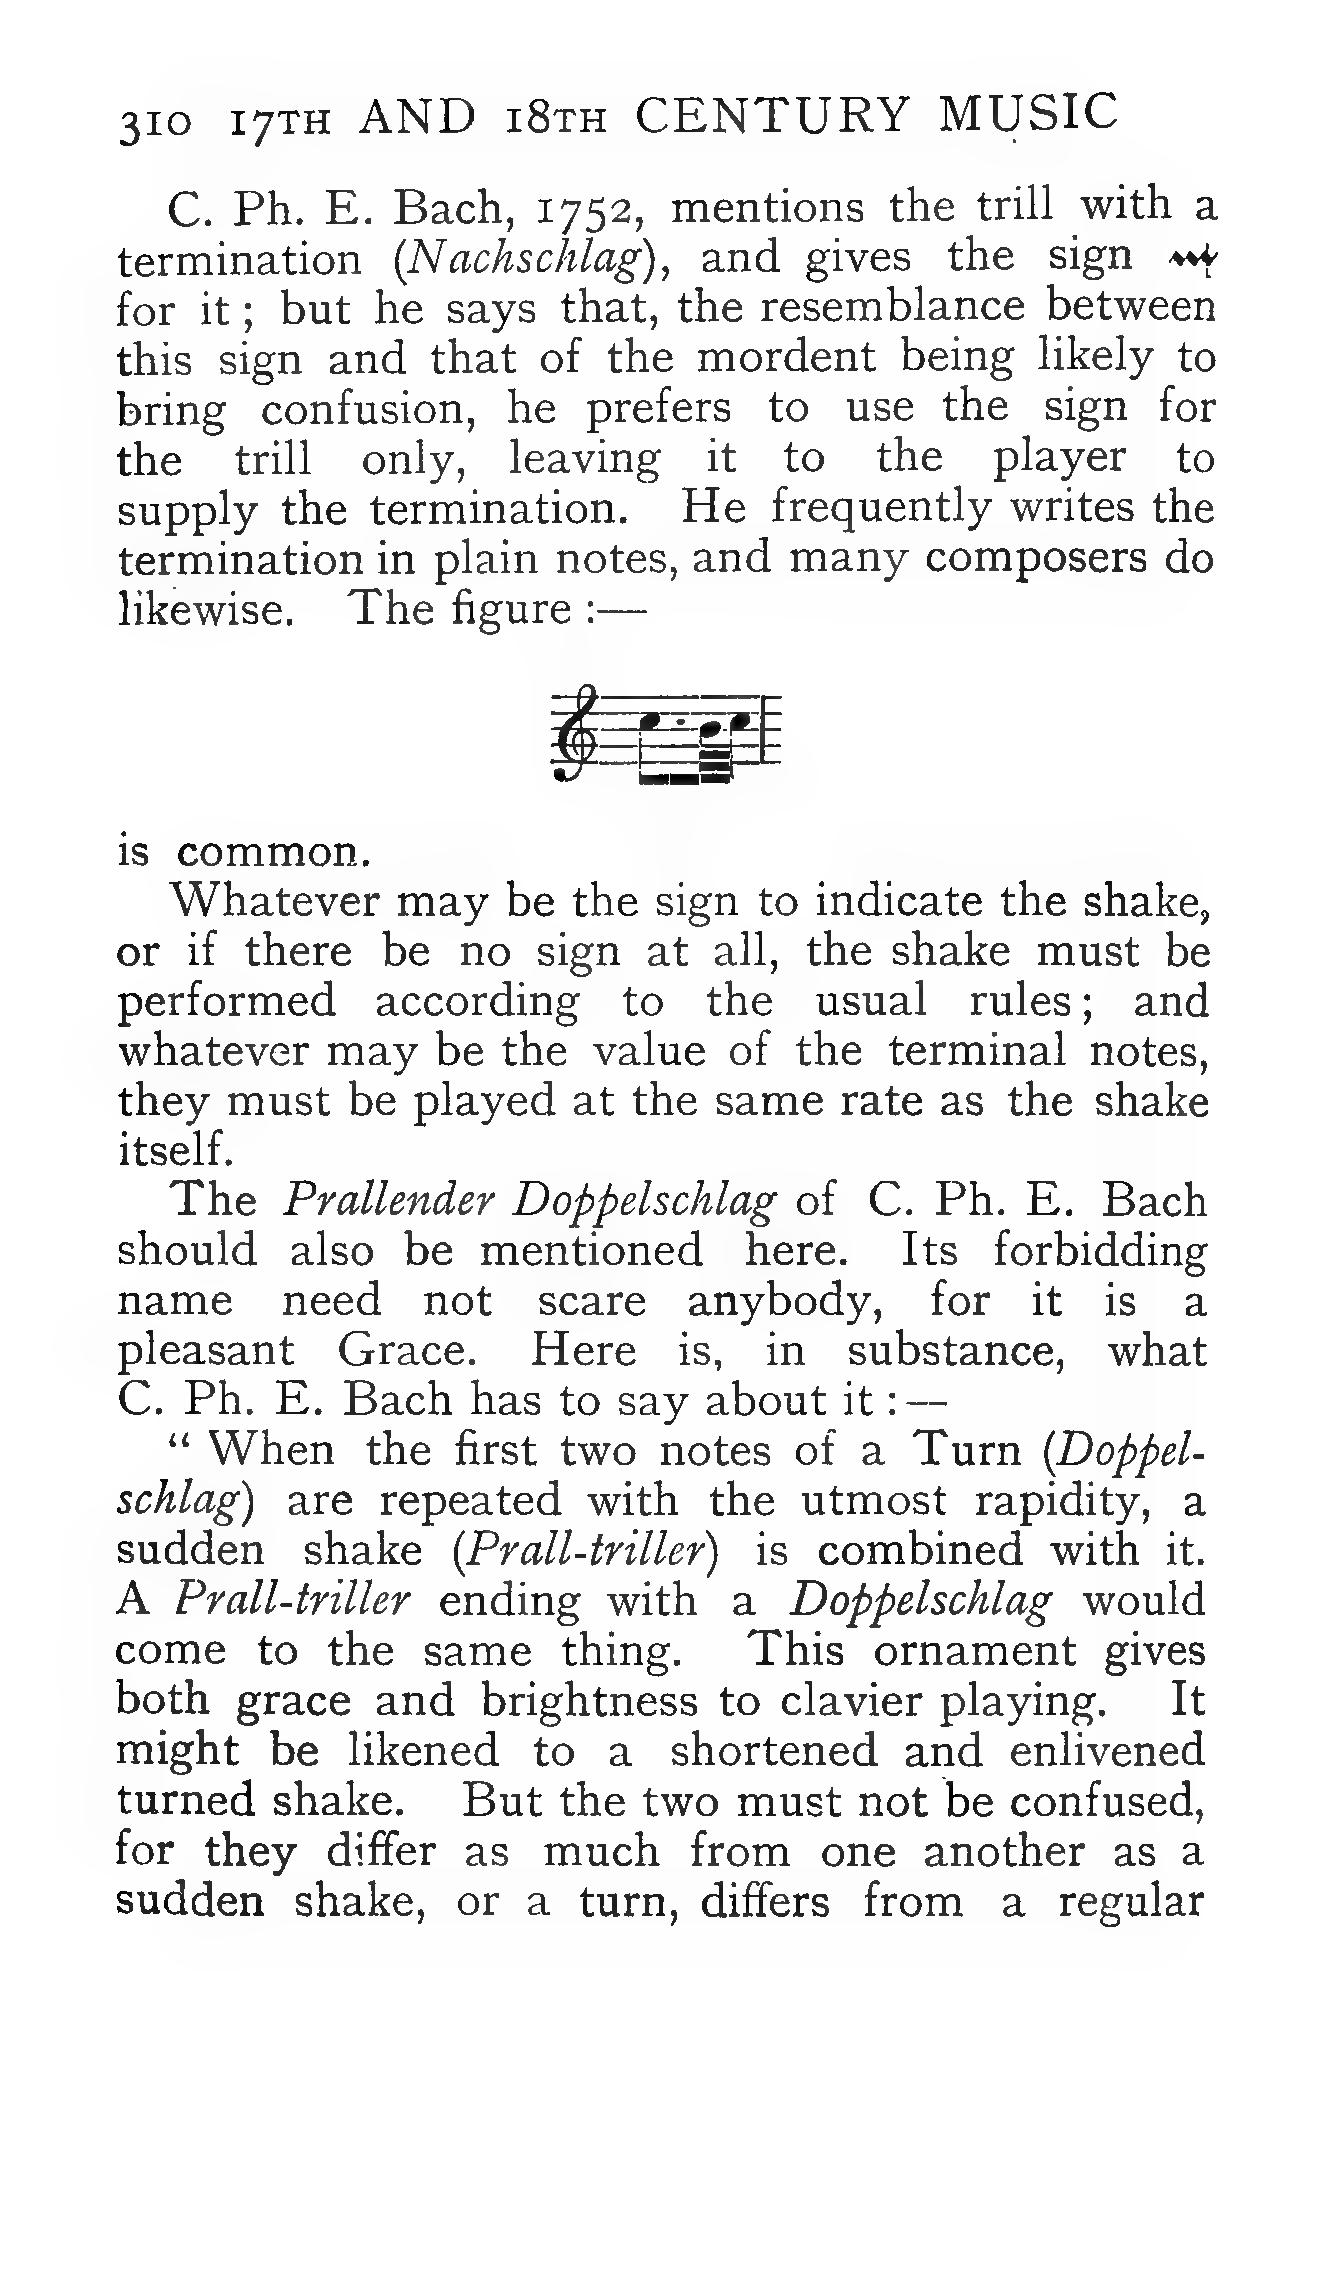 310 17TH AND 18TH CENTURY MUSIC
C. Ph. E. Bach, 1752, mentions the trill with a
termination (Nachschlag), and gives the sign
for it ; but he says that, the resemblance between
this sign and that of the mordent being likely to
bring confusion, he prefers to use the sign for
the trill only, leaving it to the player to
supply the termination. He frequently writes the
termination in plain notes, and many composers do
likewise. The figure :—
is common.
Whatever may be the sign to indicate the shake,
or if there be no sign at all, the shake must be
performed according to the usual rules ; and
whatever may be the value of the terminal notes,
they must be played at the same rate as the shake
itself.
The Prallender Doppelschlag of C. Ph. E. Bach
should also be mentioned here. Its forbidding
name need not scare anybody, for it is a
pleasant Grace. Here is, in substance, what
C. Ph. E. Bach has to say about it :—
“ When the first two notes of a Turn (Doppel-
schlag) are repeated with the utmost rapidity, a
sudden shake (Prall-triller) is combined with it.
A Prall-triller ending with a Doppelschlag would
come to the same thing. This ornament gives
both grace and brightness to clavier playing. It
might be likened to a shortened and enlivened
turned shake. But the two must not be confused,
for they differ as much from one another as a
sudden shake, or a turn, differs from a regular